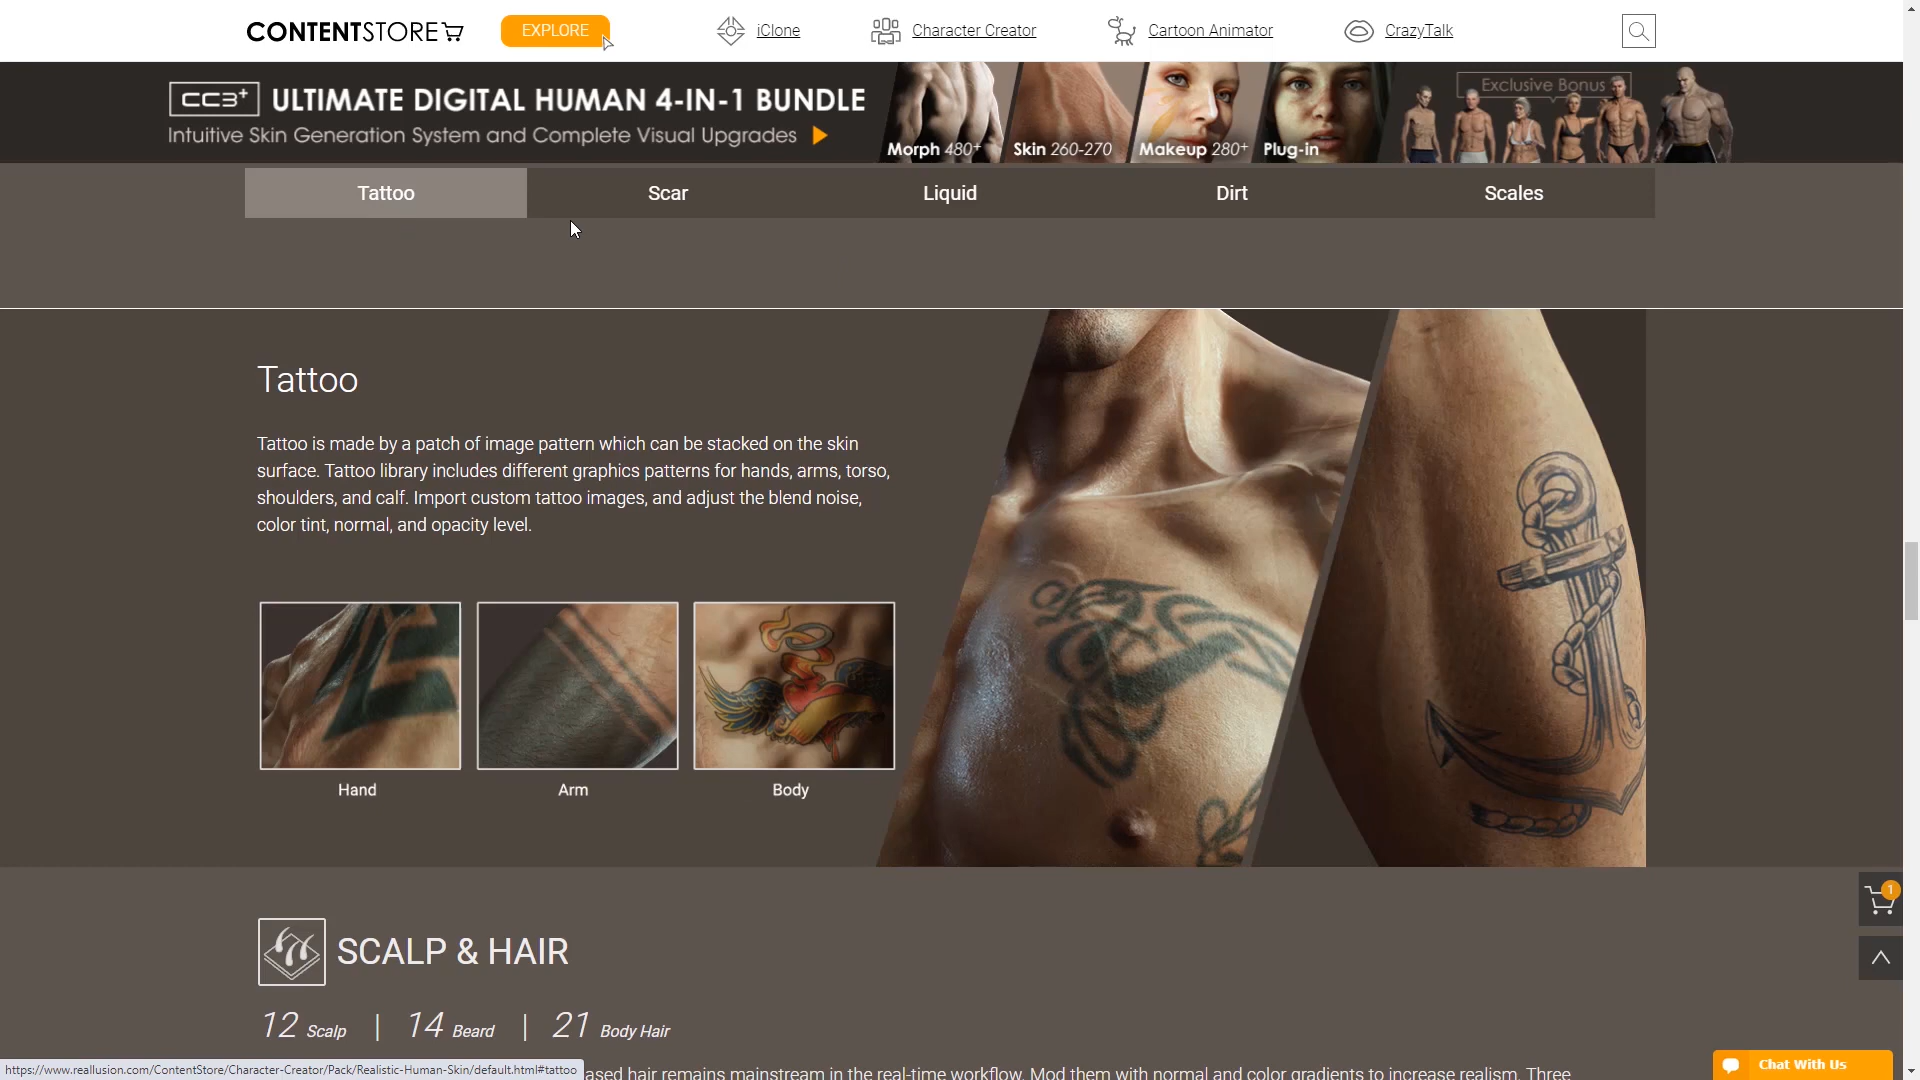 CONTENTSTORE
EXPLORE
iClone
Character Creator
Cartoon Animator
CrazyTalk
CC3+ ULTIMATE DIGITAL HUMAN 4-IN-1 BUNDLE
Intuitive Skin Generation System and Complete Visual Upgrades
Morph 480+
Skin 260-270
Makeup 280+
Plug-in
Exclusive Bonus
Tattoo
Scar
Liquid
Dirt
Scales
Tattoo
Tattoo is made by a patch of image pattern which can be stacked on the skin
surface. Tattoo library includes different graphics patterns for hands, arms, torso,
shoulders, and calf. Import custom tattoo images, and adjust the blend noise,
color tint, normal, and opacity level.
Hand
Arm
Body
1
SCALP & HAIR
12 Scalp | 14 Beard | 21 Body Hair
ased hair remains mainstream in the real-time workflow. Mod them with normal and color gradients to increase realism. Three
https://www.reallusion.com/ContentStore/Character-Creator/Pack/Realistic-Human-Skin/default.html#tattoo
Chat With Us